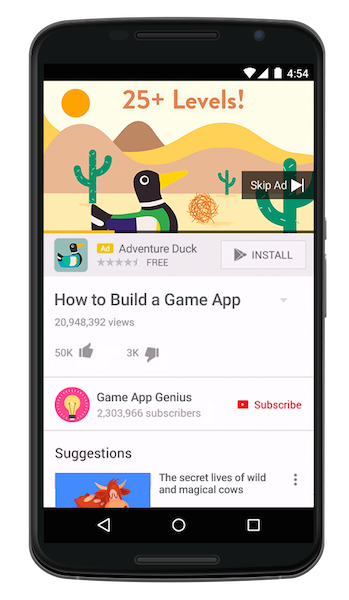 4:54
25+ Levels!
Skip Ad
Ad Adventure Duck
FREE
INSTALL
How to Build a Game App
20,948,392 views
50K
3K
Game App Genius
2,303,966 subscribers
Subscribe
Suggestions
The secret lives of wild
and magical cows